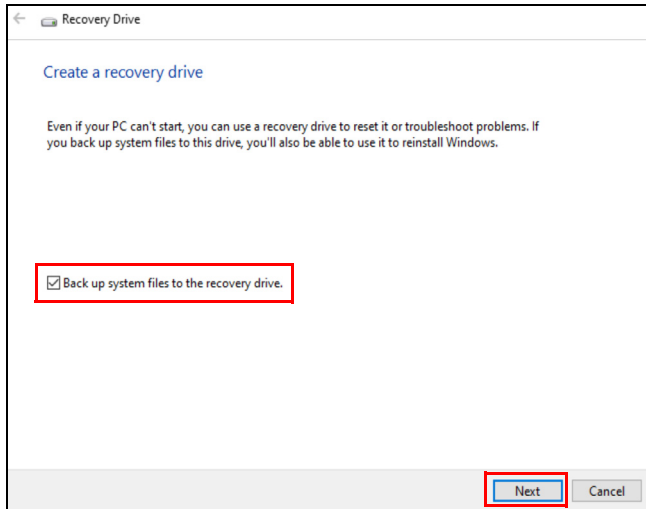 Recovery Drive
Create a recovery drive
Even if your PC can't start, you can use a recovery drive to reset it or troubleshoot problems. If
you back up system files to this drive, you'll also be able to use it to reinstall Windows.
Back up system files to the recovery drive.
Next
Cancel